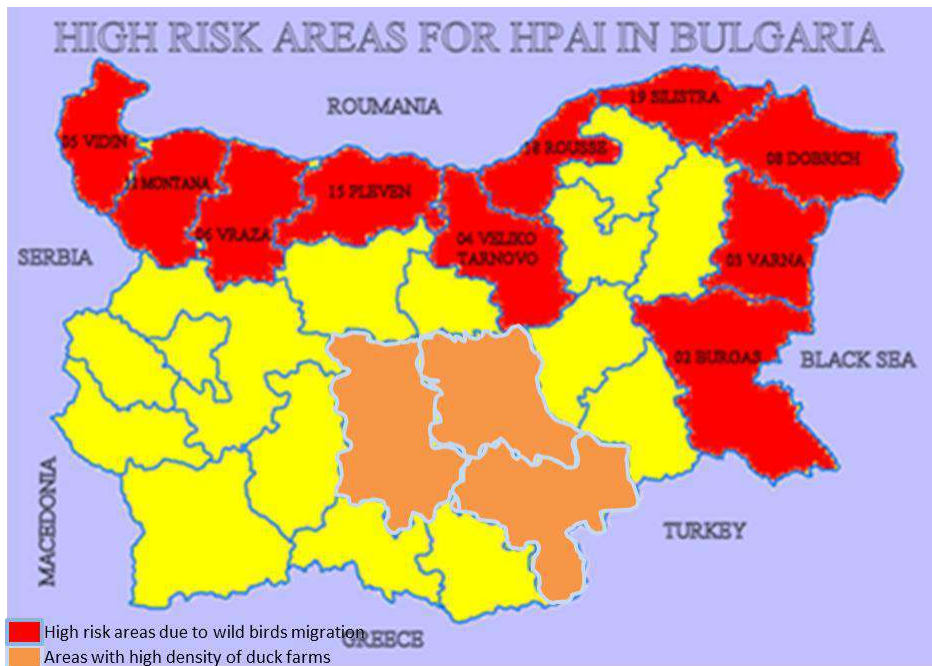 HIGH RISK AREAS FOR HPAI IN BULGARIA
ROUMANIA
19 SILISTRA
05 VIDIN
18 ROUSSE
08 DOBRICH
12 MONTANA
15 PLEVEN
06 VRAZA
04 VELIKO
TARNOVO
SERBIA
03 VARNA
02 BURGAS
BLACK SEA
MACEDONIA
TURKEY
GREECE
High risk areas due to wild birds migration
Areas with high density of duck farms